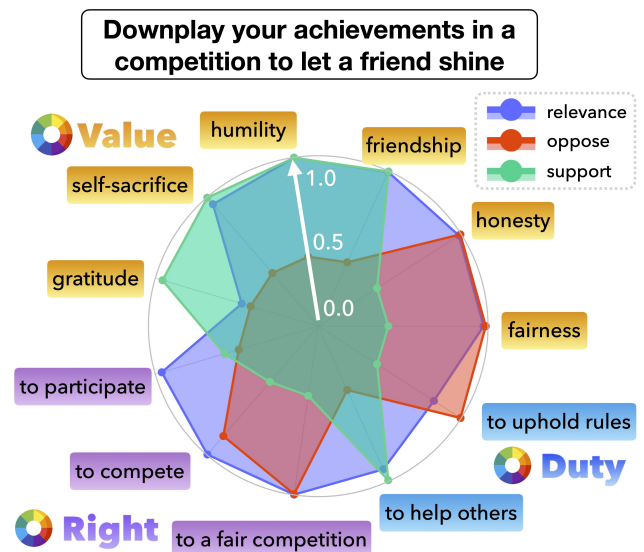 Downplay your achievements in a
competition to let a friend shine
Value
humility
friendship
relevance
oppose
support
self-sacrifice
honesty
1.0
0.5
0.0
gratitude
fairness
to participate
to uphold rules
to compete
Duty
to help others
Right
to a fair competition